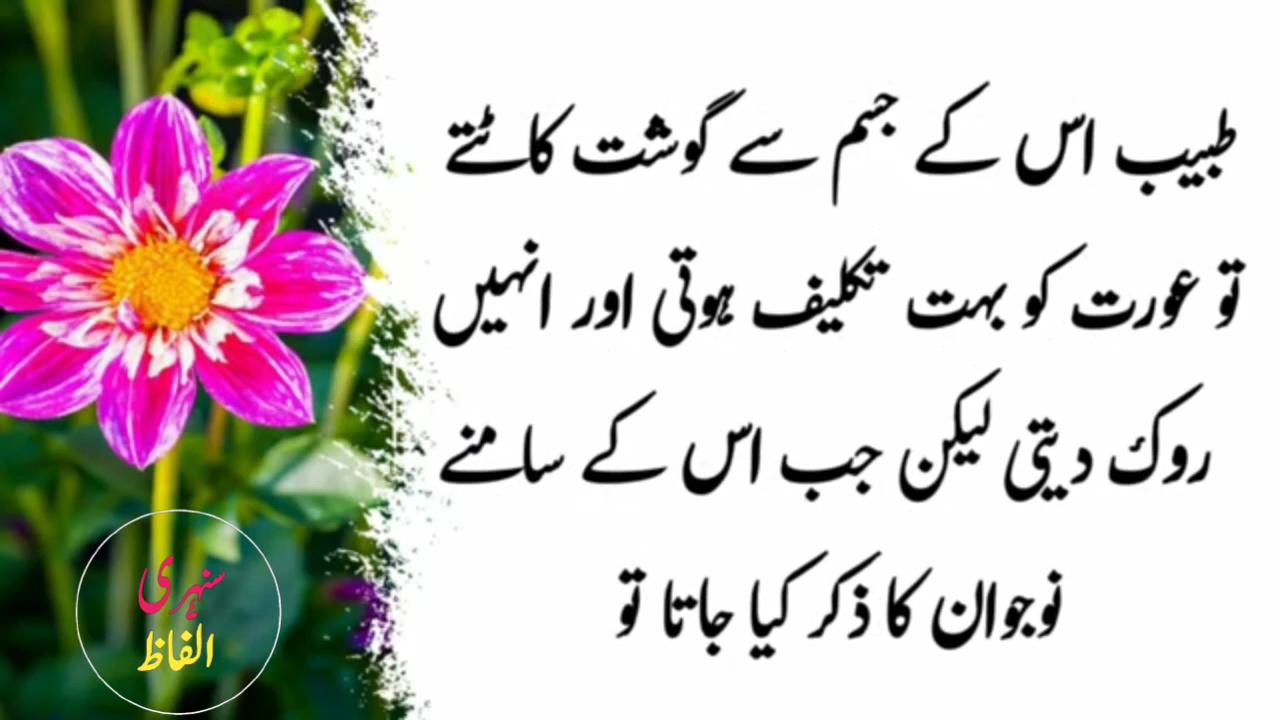 طبیب اس کے جسم سے گوشت کاٹتے
تو عورت کو بہت تکلیف ہوتی اور انہیں
روک دیتی لیکن جب اس کے سامنے
نوجوان کا ذکر کیا جاتا تو
سنہری
الفاظ